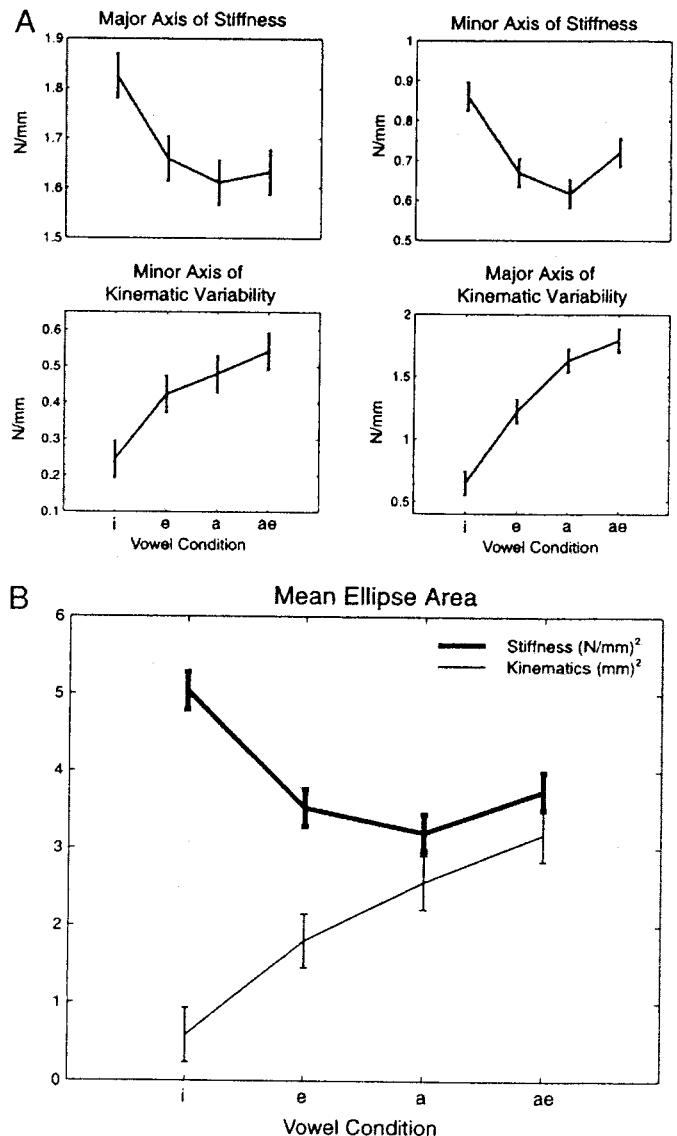 A
Major Axis of Stiffness
N/mm
1.9
1.8
1.7
1.6
1.5
Minor Axis of Stiffness
N/mm
1
0.9
0.8
0.7
0.6
0.5
Minor Axis of
Kinematic Variability
N/mm
0.6
0.5
0.4
0.3
0.2
0.1
i e a ae
Vowel Condition
Major Axis of
Kinematic Variability
N/mm
2
1.5
1
0.5
i e a ae
Vowel Condition
B
Mean Ellipse Area
6
5
4
3
2
1
0
Stiffness (N/mm)²
Kinematics (mm)²
i e a ae
Vowel Condition